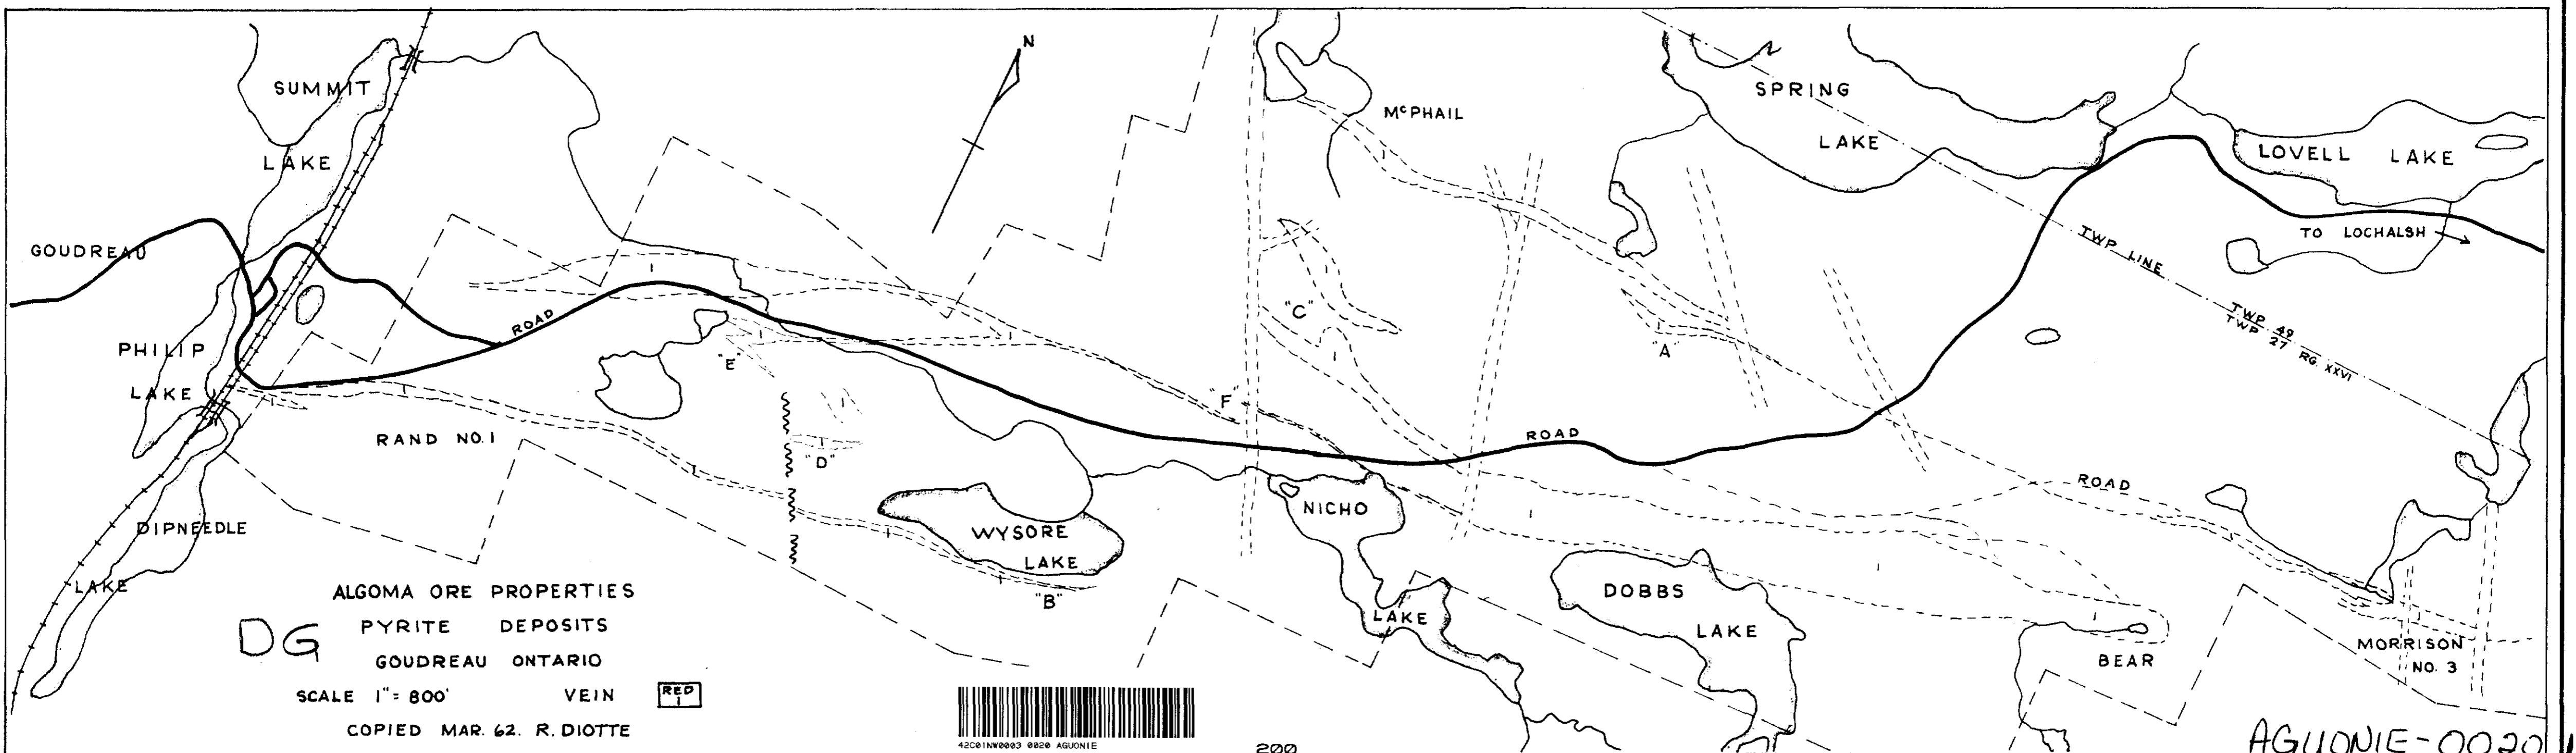 N
SUMMIT
LAKE
McPHAIL
SPRING
LAKE
LOVELL LAKE
GOUDREAU
TO LOCHALSH
TWP LINE
TWP 49
TWP 27 RG. XXVI
"C"
ROAD
PHILIP
LAKE
"E"
"A"
"F"
RAND NO.1
"D"
ROAD
ROAD
NICHO
LAKE
DIPNEEDLE
LAKE
WYSORE
LAKE
"B"
DOBBS
LAKE
BEAR
MORRISON
NO. 3
ALGOMA ORE PROPERTIES
DG PYRITE DEPOSITS
GOUDREAU ONTARIO
SCALE 1" = 800' VEIN RED 1
COPIED MAR. 62. R. DIOTTE
42C01NW0003 0020 AGUONIE
200
AGUONIE-0020